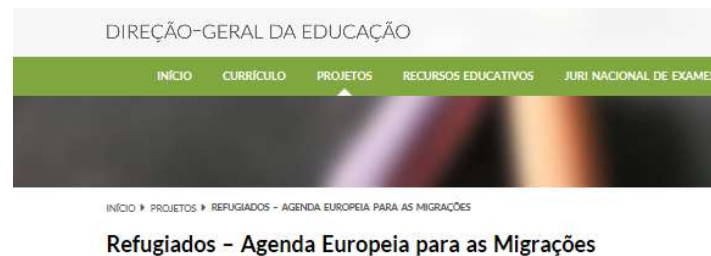 DIREÇÃO-GERAL DA EDUCAÇÃO
INÍCIO CURRÍCULO PROJETOS RECURSOS EDUCATIVOS JURI NACIONAL DE EXAMES
INÍCIO PROJETOS REFUGIADOS – AGENDA EUROPEIA PARA AS MIGRAÇÕES
Refugiados – Agenda Europeia para as Migrações